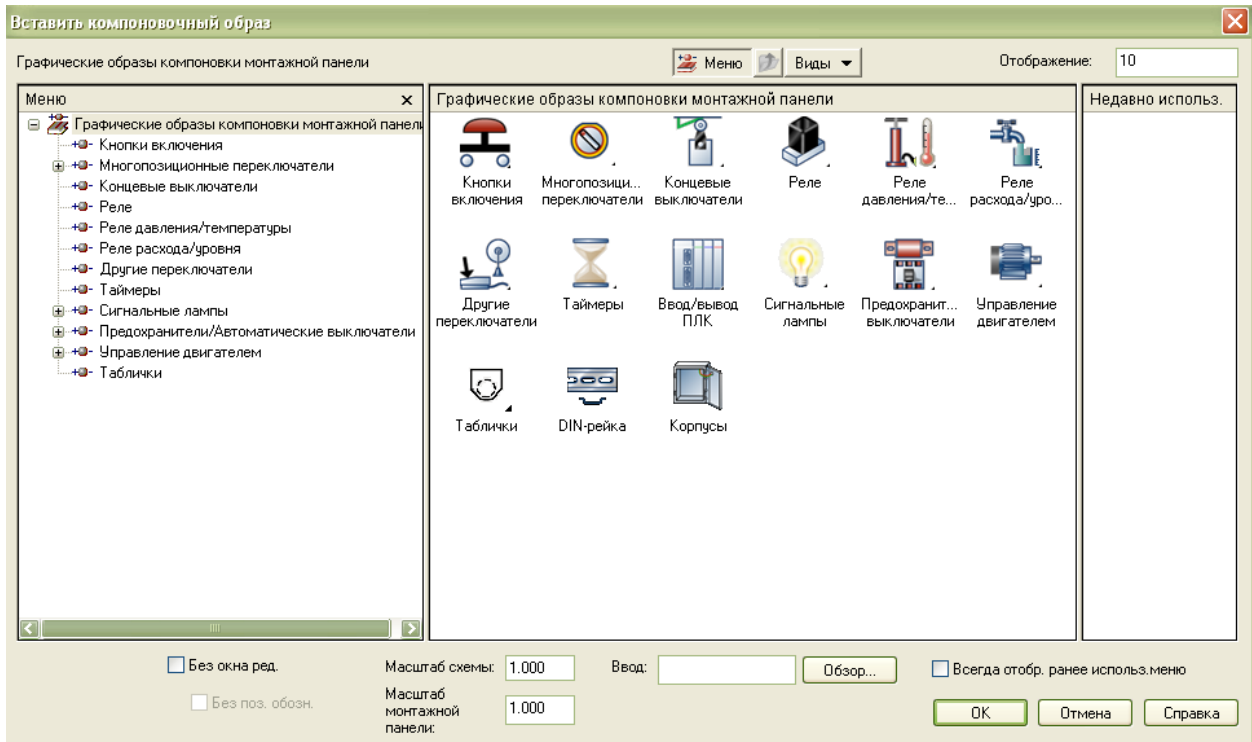 Вставить компоновочный образ
Графические образы компоновки монтажной панели
Меню
Виды
Отображение:
10
Меню
Графические образы компоновки монтажной панели
Недавно использ.
Графические образы компоновки монтажной панел
Кнопки включения
Многопозиционные переключатели
Концевые выключатели
Реле
Реле давления/температуры
Реле расхода/уровня
Другие переключатели
Таймеры
Сигнальные лампы
Предохранители/Автоматические выключатели
Управление двигателем
Таблички
Кнопки
включения
Многопозици...
переключатели
Концевые
выключатели
Реле
Реле
давления/те...
Реле
расхода/уро...
Другие
переключатели
Таймеры
Ввод/вывод
ПЛК
Сигнальные
лампы
Предохранит...
выключатели
Управление
двигателем
Таблички
DIN-рейка
Корпусы
Без окна ред.
Без поз. обозн.
Масштаб схемы:
1.000
Масштаб
монтажной
панели:
1.000
Ввод:
Обзор...
Всегда отобр. ранее использ.меню
OK
Отмена
Справка